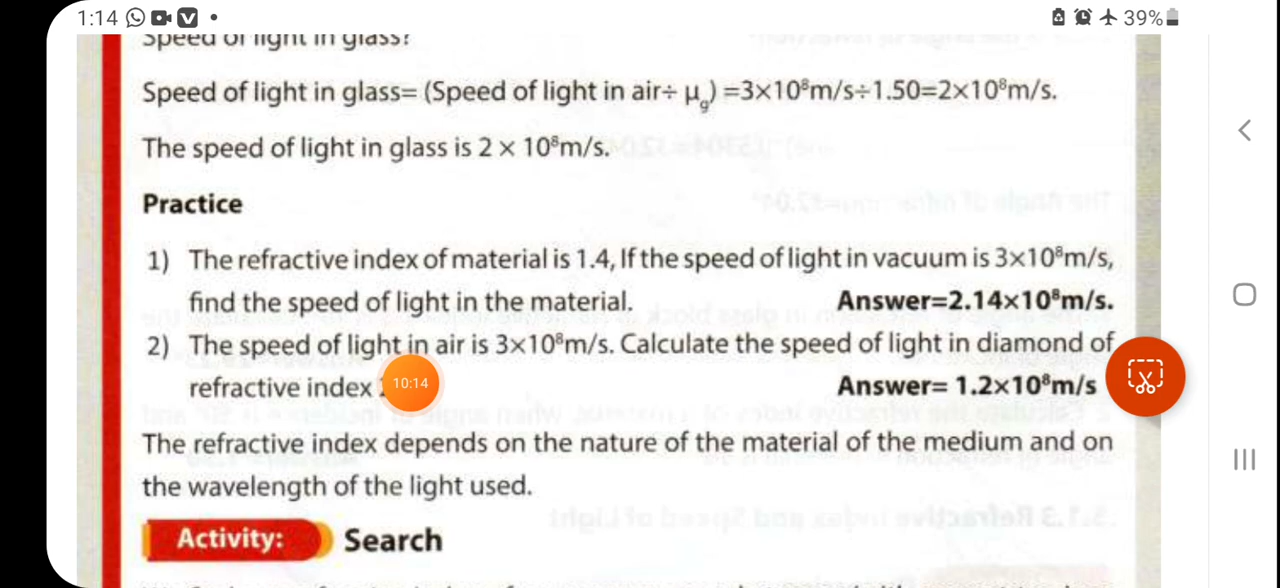 1:14 39%
Speed of light in glass?
Speed of light in glass= (Speed of light in air÷ μg) =3×10⁸m/s÷1.50=2×10⁸m/s.
The speed of light in glass is 2 × 10⁸m/s.
Practice
1) The refractive index of material is 1.4, If the speed of light in vacuum is 3×10⁸m/s,
find the speed of light in the material. Answer=2.14×10⁸m/s.
2) The speed of light in air is 3×10⁸m/s. Calculate the speed of light in diamond of
refractive index 10:14 Answer= 1.2×10⁸m/s
The refractive index depends on the nature of the material of the medium and on
the wavelength of the light used.
Activity: Search